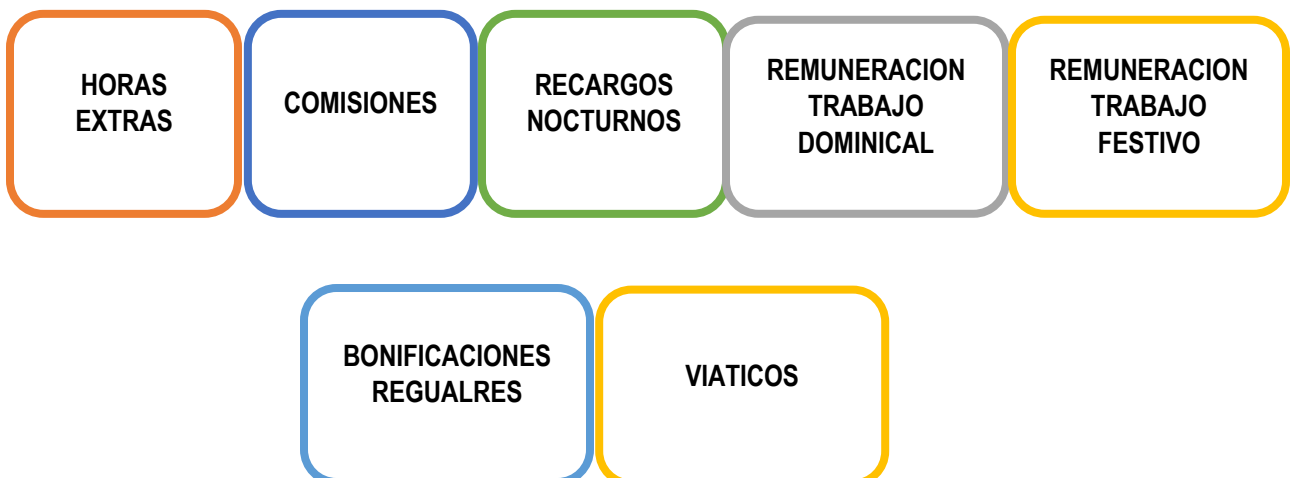 HORAS
EXTRAS
COMISIONES
RECARGOS
NOCTURNOS
REMUNERACION
TRABAJO
DOMINICAL
REMUNERACION
TRABAJO
FESTIVO
BONIFICACIONES
REGUALRES
VIATICOS